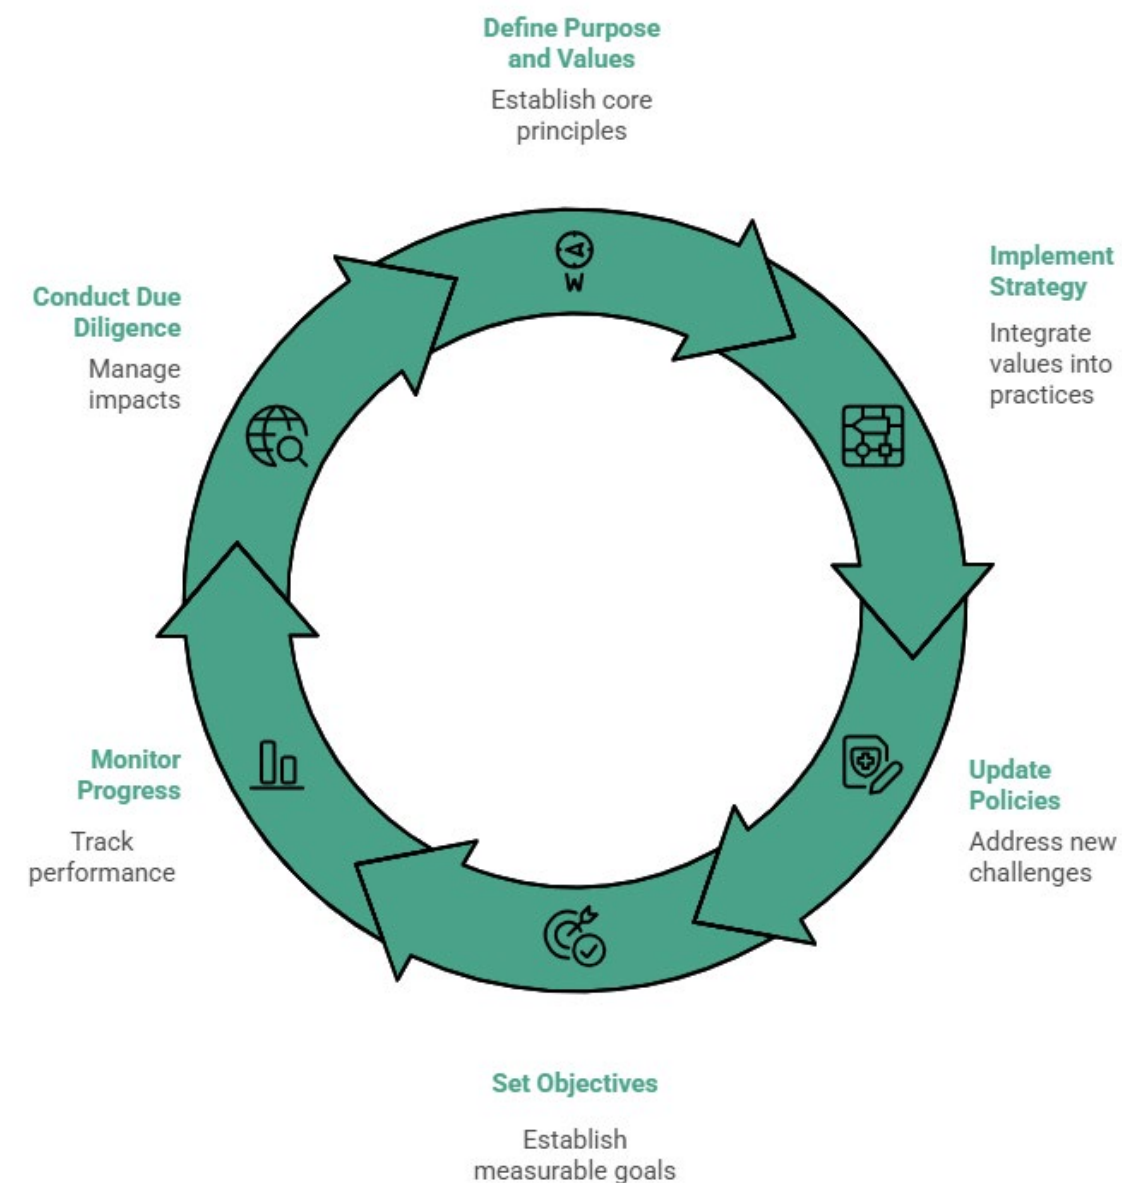 Define Purpose
and Values
Establish core
principles
W
Implement
Strategy
Integrate
values into
practices
Update
Policies
Address new
challenges
Set Objectives
Establish
measurable goals
Monitor
Progress
Track
performance
Conduct Due
Diligence
Manage
impacts